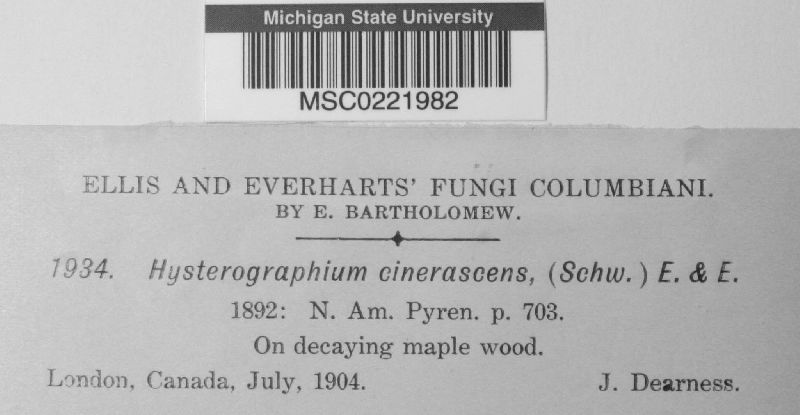 Michigan State University
MSC0221982
ELLIS AND EVERHARTS' FUNGI COLUMBIANI.
BY E. BARTHOLOMEW.
1934. Hysterographium cinerascens, (Schw.) E. & E.
1892: N. Am. Pyren. p. 703.
On decaying maple wood.
London, Canada, July, 1904. J. Dearness.